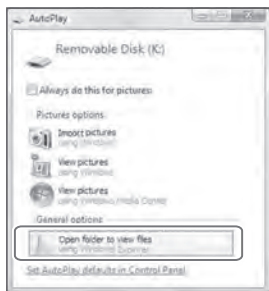 AutoPlay
Removable Disk (K:)
Always do this for pictures:
Pictures options
Import pictures
using Windows
View pictures
using Windows
View pictures
using Windows Media Center
General options
Open folder to view files
using Windows Explorer
Set AutoPlay defaults in Control Panel